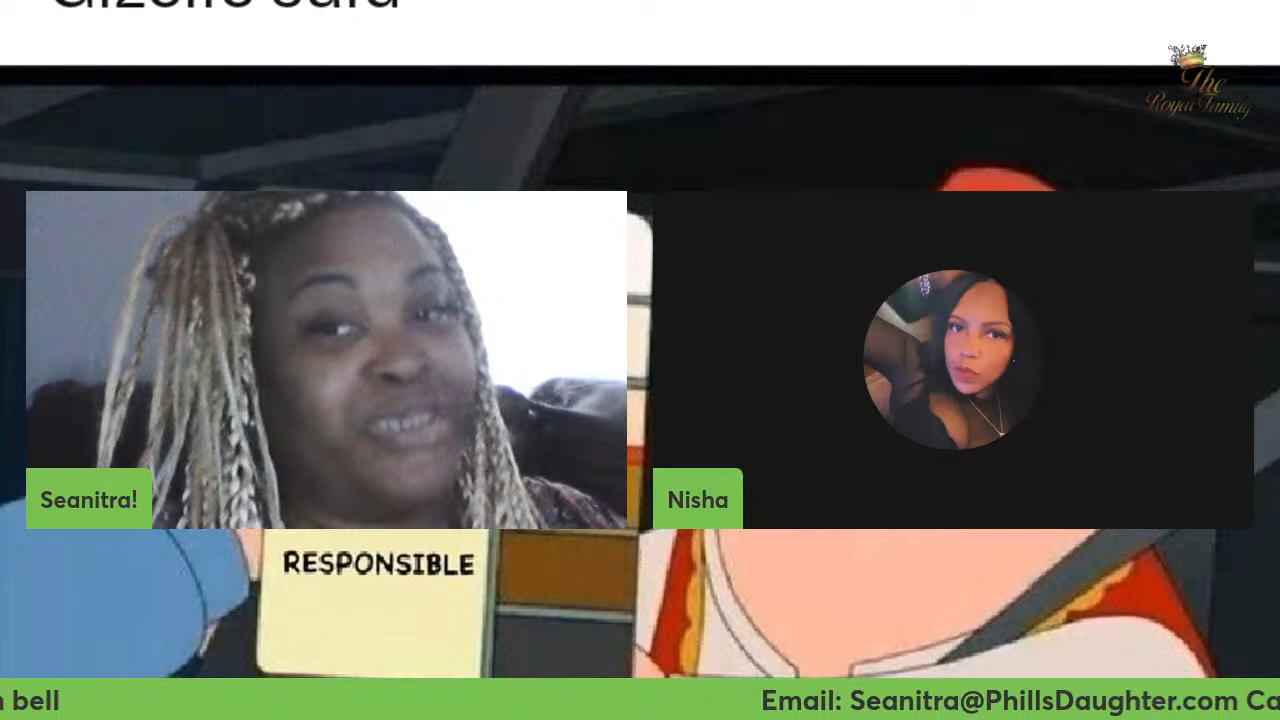 The
Royal Family
Seanitra!
Nisha
RESPONSIBLE
bell
Email: Seanitra@PhillsDaughter.com